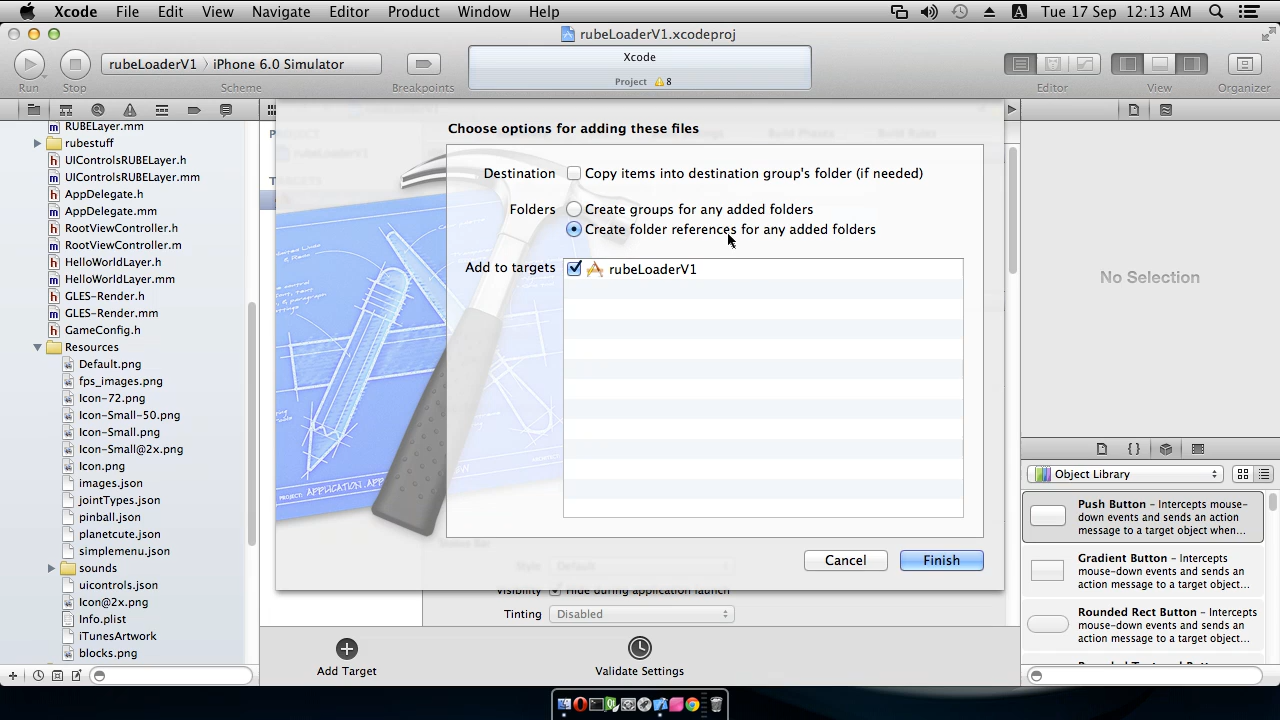 Xcode File Edit View Navigate Editor Product Window Help A Tue 17 Sep 12:13 AM
rubeLoaderV1.xcodeproj
Run Stop
rubeLoaderV1 iPhone 6.0 Simulator
Scheme
Breakpoints
Xcode
Project 8
Editor
View
Organizer
RUBELayer.mm
rubestuff
UIControlsRUBELayer.h
UIControlsRUBELayer.mm
AppDelegate.h
AppDelegate.mm
RootViewController.h
RootViewController.m
HelloWorldLayer.h
HelloWorldLayer.mm
GLES-Render.h
GLES-Render.mm
GameConfig.h
Resources
Default.png
fps_images.png
Icon-72.png
Icon-Small-50.png
Icon-Small.png
Icon-Small@2x.png
Icon.png
images.json
jointTypes.json
pinball.json
planetcute.json
simplemenu.json
sounds
uicontrols.json
Icon@2x.png
Info.plist
iTunesArtwork
blocks.png
Choose options for adding these files
Destination Copy items into destination group's folder (if needed)
Folders Create groups for any added folders
Create folder references for any added folders
Add to targets rubeLoaderV1
Cancel Finish
Style Default
Visibility Hide during application launch
Tinting Disabled
Add Target
Validate Settings
No Selection
{ }
Object Library
Push Button – Intercepts mouse-
down events and sends an action
message to a target object when...
Gradient Button – Intercepts
mouse-down events and sends an
action message to a target object...
Rounded Rect Button – Intercepts
mouse-down events and sends an
action message to a target object...